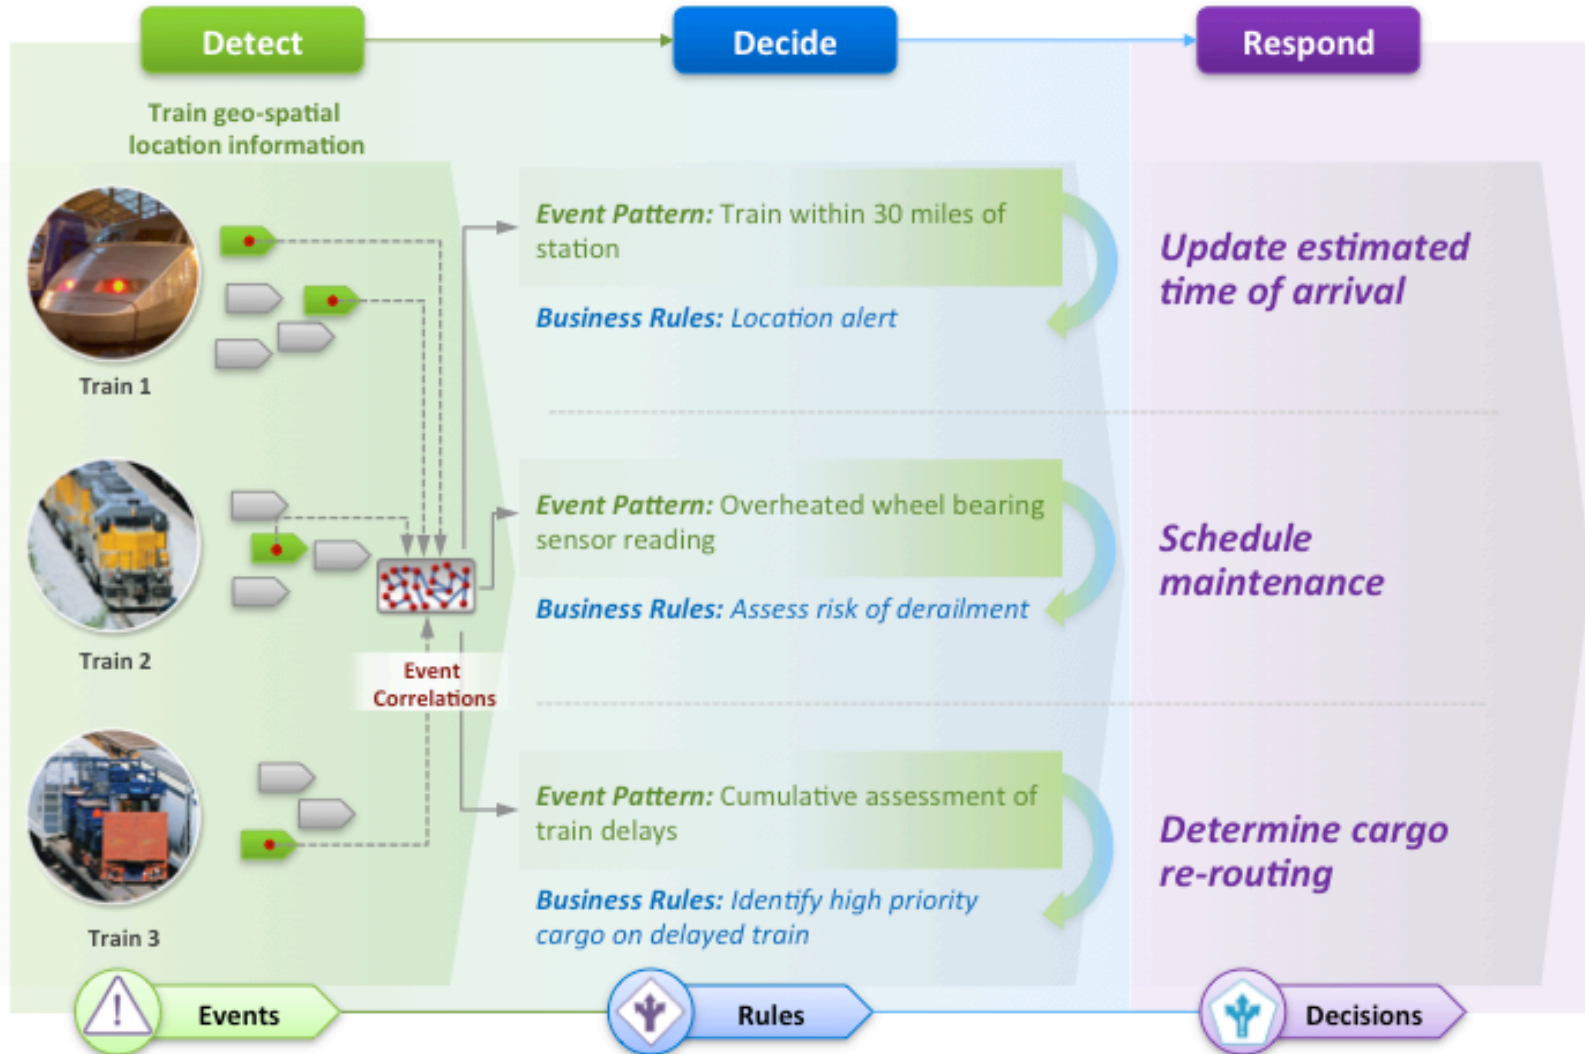 Detect
Decide
Respond
Train geo-spatial
location information
Train 1
Event Pattern: Train within 30 miles of
station
Business Rules: Location alert
Update estimated
time of arrival
Train 2
Event Pattern: Overheated wheel bearing
sensor reading
Business Rules: Assess risk of derailment
Schedule
maintenance
Event
Correlations
Train 3
Event Pattern: Cumulative assessment of
train delays
Business Rules: Identify high priority
cargo on delayed train
Determine cargo
re-routing
Events
Rules
Decisions